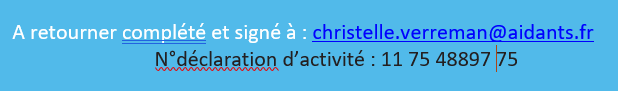 A retourner complété et signé à : christelle.verreman@aidants.fr
N°déclaration d’activité : 11 75 48897 75